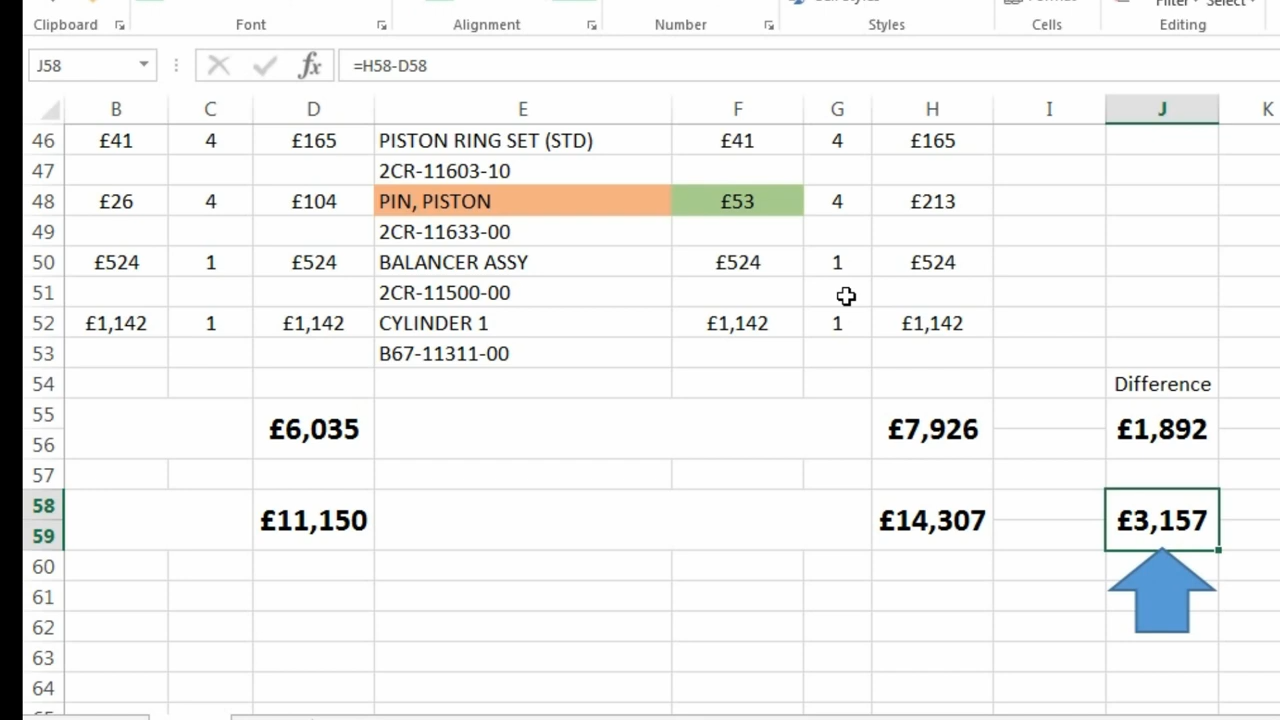 Filter Select
Clipboard Font Alignment Number Styles Cells Editing
J58 fx =H58-D58
B C D E F G H I J K
46 £41 4 £165 PISTON RING SET (STD) £41 4 £165
47 2CR-11603-10
48 £26 4 £104 PIN, PISTON £53 4 £213
49 2CR-11633-00
50 £524 1 £524 BALANCER ASSY £524 1 £524
51 2CR-11500-00
52 £1,142 1 £1,142 CYLINDER 1 £1,142 1 £1,142
53 B67-11311-00
54 Difference
55
£6,035 £7,926 £1,892
56
57
58
£11,150 £14,307 £3,157
59
60
61
62
63
64